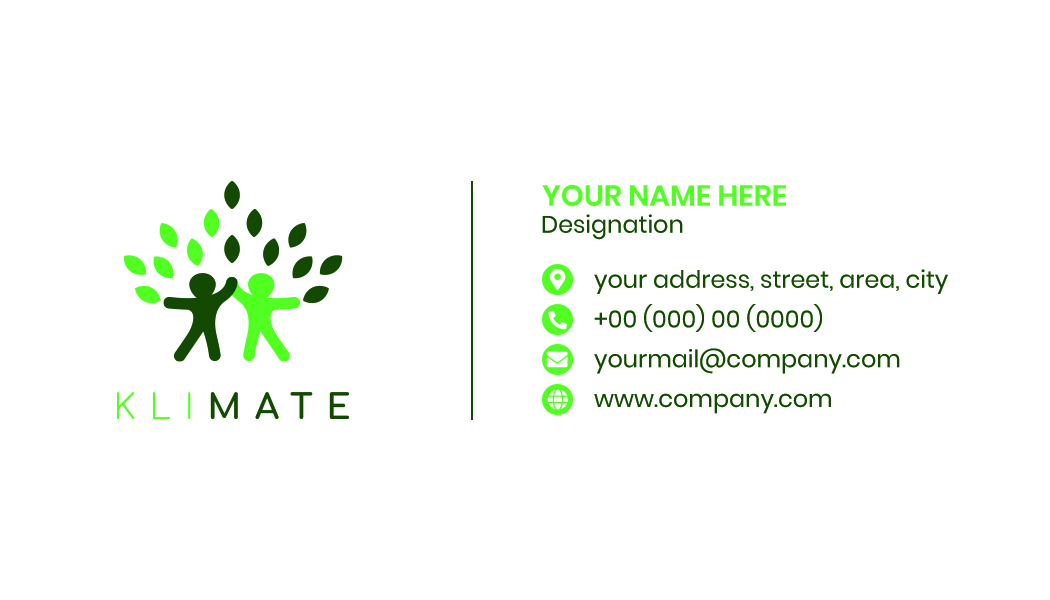 KLIMATE
YOUR NAME HERE
Designation
your address, street, area, city
+00 (000) 00 (0000)
yourmail@company.com
www.company.com